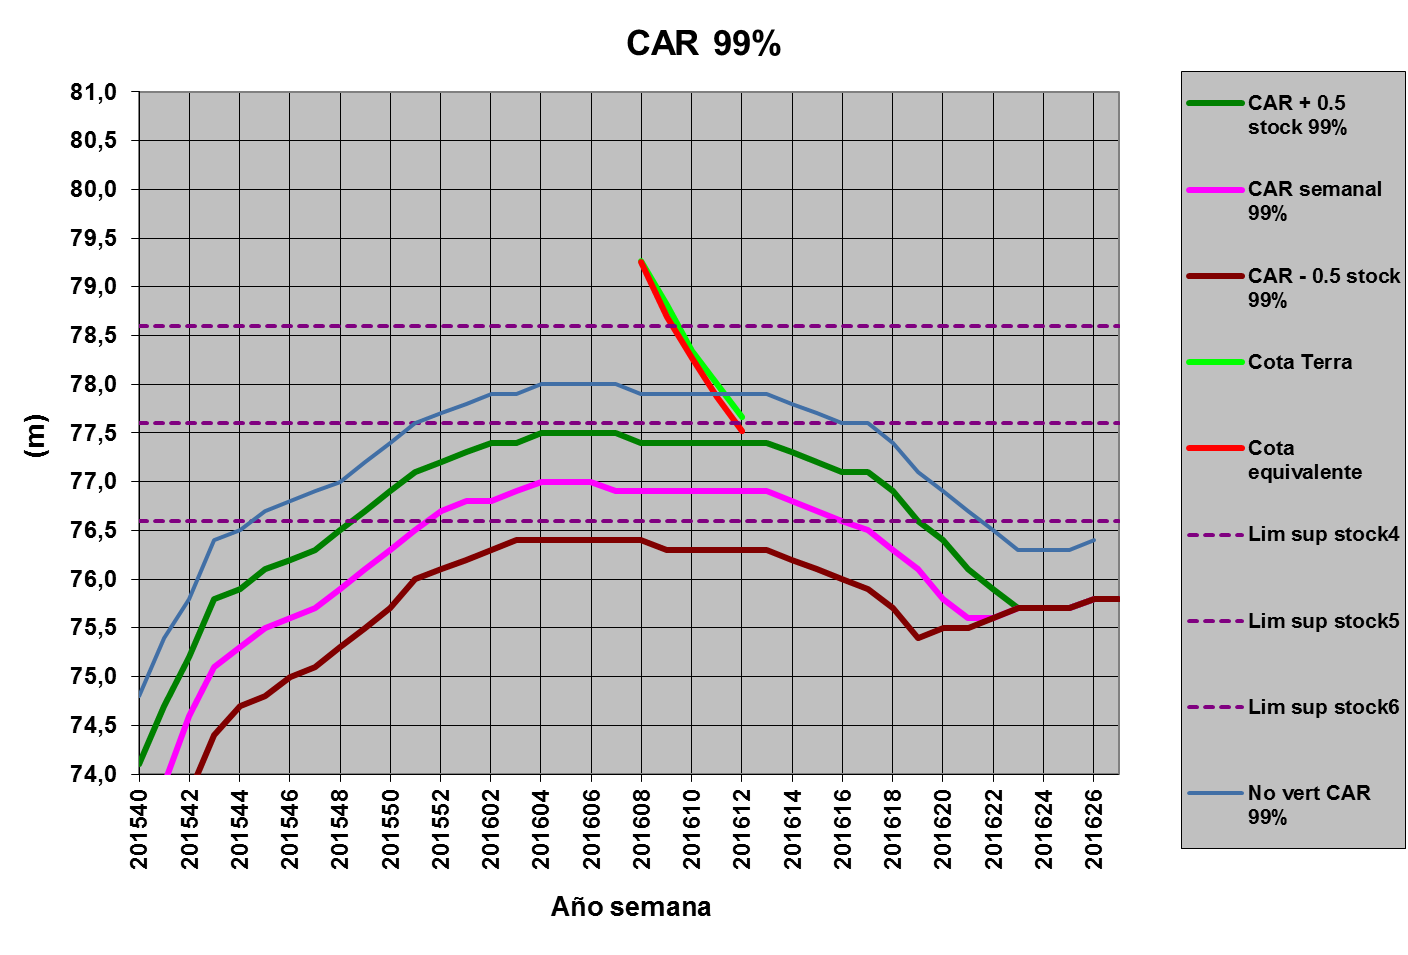 CAR 99%
81,0
80,5
80,0
79,5
79,0
78,5
78,0
77,5
77,0
76,5
76,0
75,5
75,0
74,5
74,0
(m)
201540
201542
201544
201546
201548
201550
201552
201602
201604
201606
201608
201610
201612
201614
201616
201618
201620
201622
201624
201626
Año semana
CAR + 0.5
stock 99%
CAR semanal
99%
CAR - 0.5 stock
99%
Cota Terra
Cota
equivalente
Lim sup stock4
Lim sup stock5
Lim sup stock6
No vert CAR
99%